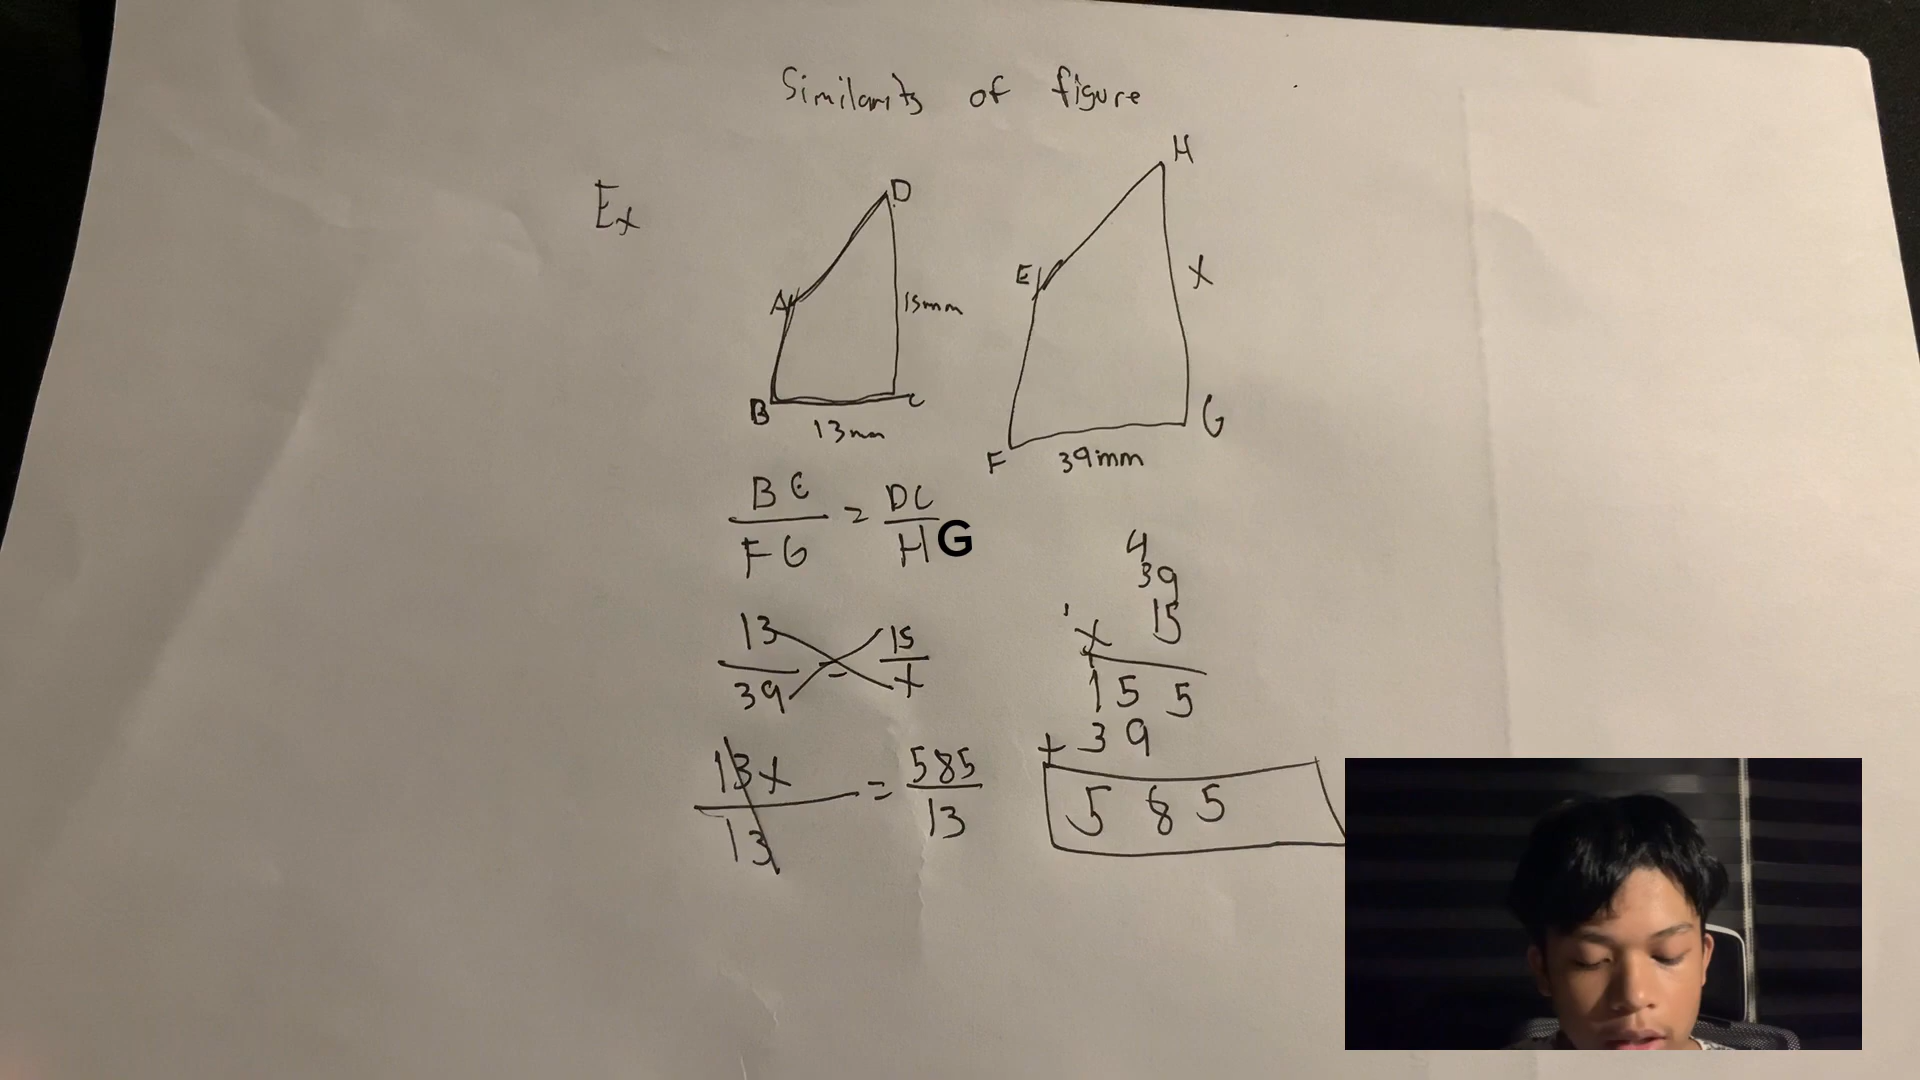 Similarity of figure
Ex
D
A
15mm
B
C
13mm
H
E
X
G
F
39mm
BC = DC
FG HG
13 = 15
39 x
13x = 585
13 13
4
39
x 15
155
+ 39
585